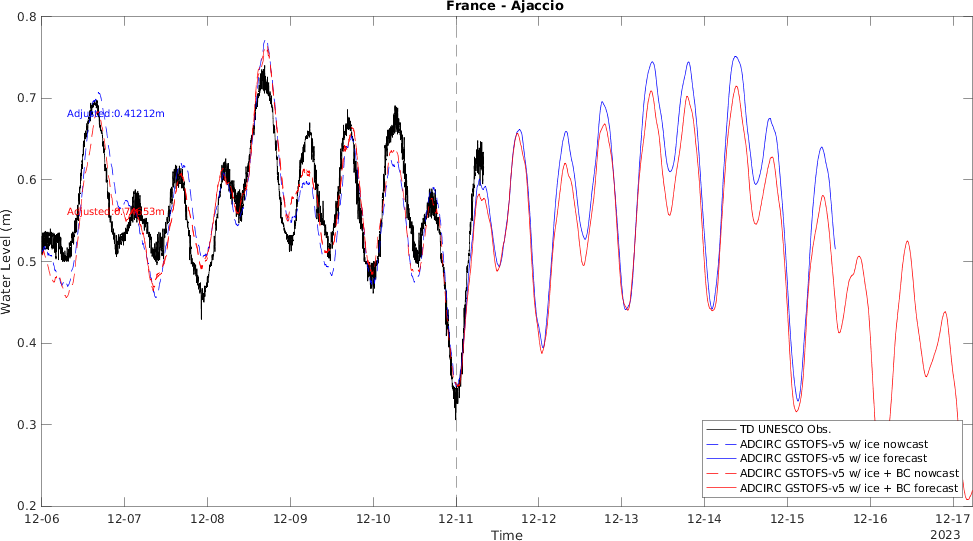 France - Ajaccio
0.8
0.7
0.6
0.5
0.4
0.3
0.2
Water Level (m)
Adjusted:0.41212m
TD UNESCO Obs.
ADCIRC GSTOFS-v5 w/ ice nowcast
ADCIRC GSTOFS-v5 w/ ice forecast
ADCIRC GSTOFS-v5 w/ ice + BC nowcast
ADCIRC GSTOFS-v5 w/ ice + BC forecast
12-06 12-07 12-08 12-09 12-10 12-11 12-12 12-13 12-14 12-15 12-16 12-17
Time
2023